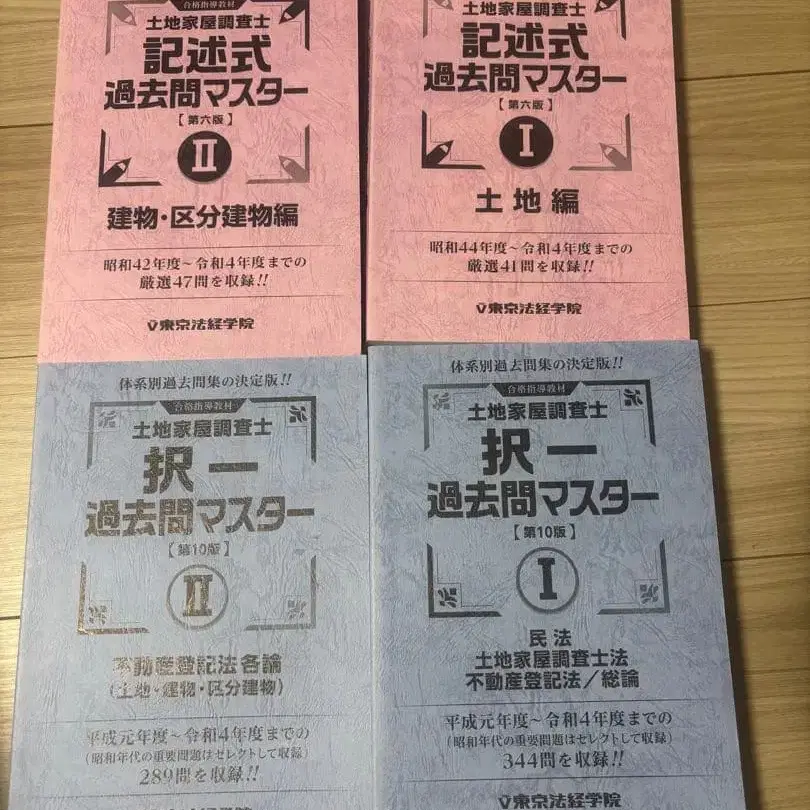 合格指導教材
土地家屋調査士
記述式
過去問マスター
【第六版】
II
建物・区分建物編
昭和42年度~令和4年度までの
厳選47問を収録!!
東京法経学院
土地家屋調査士
記述式
過去問マスター
【第六版】
I
土地編
昭和44年度~令和4年度までの
厳選41問を収録!!
東京法経学院
体系別過去問集の決定版!!
合格指導教材
土地家屋調査士
択一
過去問マスター
【第10版】
II
不動産登記法各論
(土地・建物・区分建物)
平成元年度~令和4年度までの
(昭和年代の重要問題はセレクトして収録)
289問を収録!!
体系別過去問集の決定版!!
合格指導教材
土地家屋調査士
択一
過去問マスター
【第10版】
I
民法
土地家屋調査士法
不動産登記法/総論
平成元年度~令和4年度までの
(昭和年代の重要問題はセレクトして収録)
344問を収録!!
東京法経学院